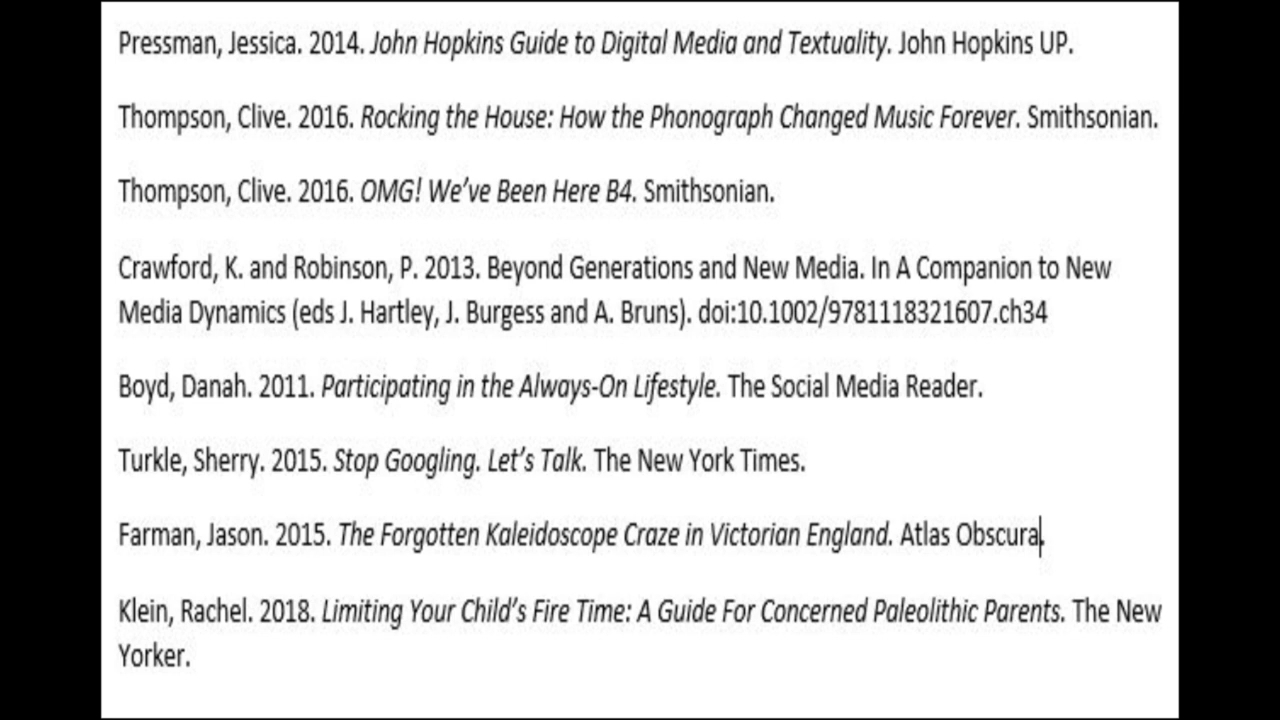 Pressman, Jessica. 2014. John Hopkins Guide to Digital Media and Textuality. John Hopkins UP.
Thompson, Clive. 2016. Rocking the House: How the Phonograph Changed Music Forever. Smithsonian.
Thompson, Clive. 2016. OMG! We've Been Here B4. Smithsonian.
Crawford, K. and Robinson, P. 2013. Beyond Generations and New Media. In A Companion to New
Media Dynamics (eds J. Hartley, J. Burgess and A. Bruns). doi:10.1002/9781118321607.ch34
Boyd, Danah. 2011. Participating in the Always-On Lifestyle. The Social Media Reader.
Turkle, Sherry. 2015. Stop Googling. Let's Talk. The New York Times.
Farman, Jason. 2015. The Forgotten Kaleidoscope Craze in Victorian England. Atlas Obscura.
Klein, Rachel. 2018. Limiting Your Child's Fire Time: A Guide For Concerned Paleolithic Parents. The New
Yorker.